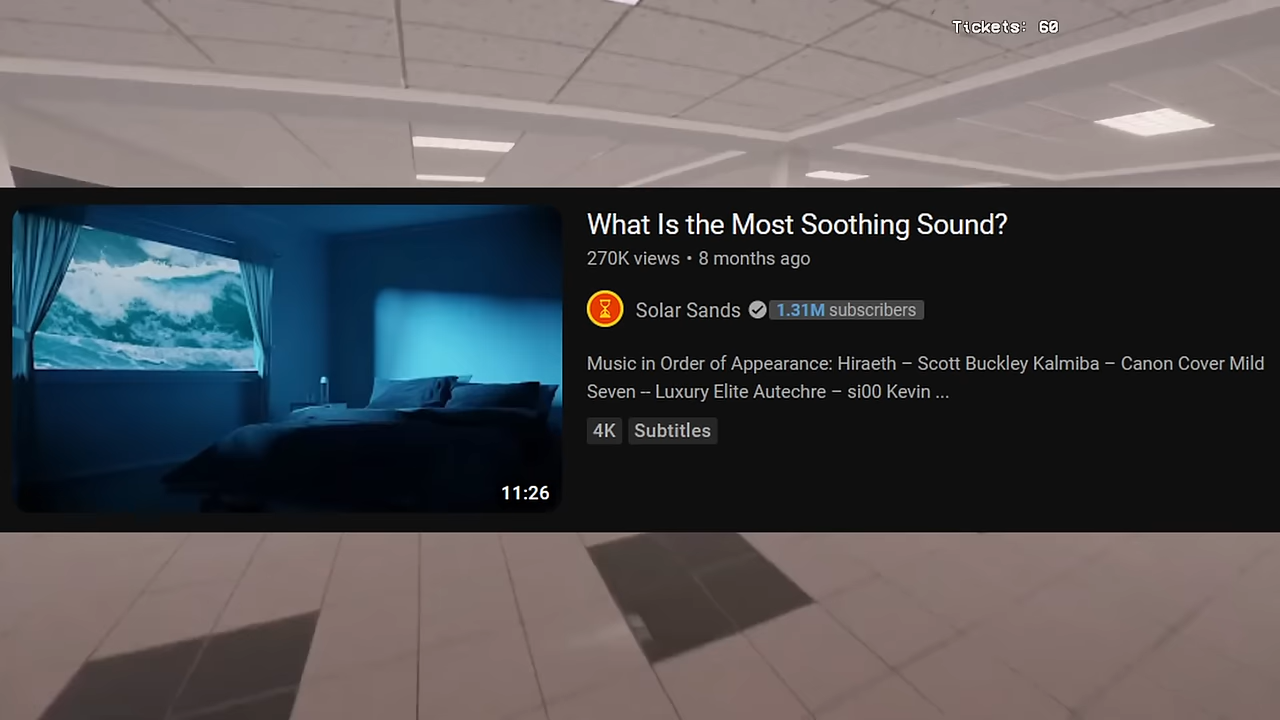 Tickets: 60
What Is the Most Soothing Sound?
270K views • 8 months ago
Solar Sands 1.31M subscribers
Music in Order of Appearance: Hiraeth – Scott Buckley Kalmiba – Canon Cover Mild
Seven -- Luxury Elite Autechre – si00 Kevin ...
4K Subtitles
11:26